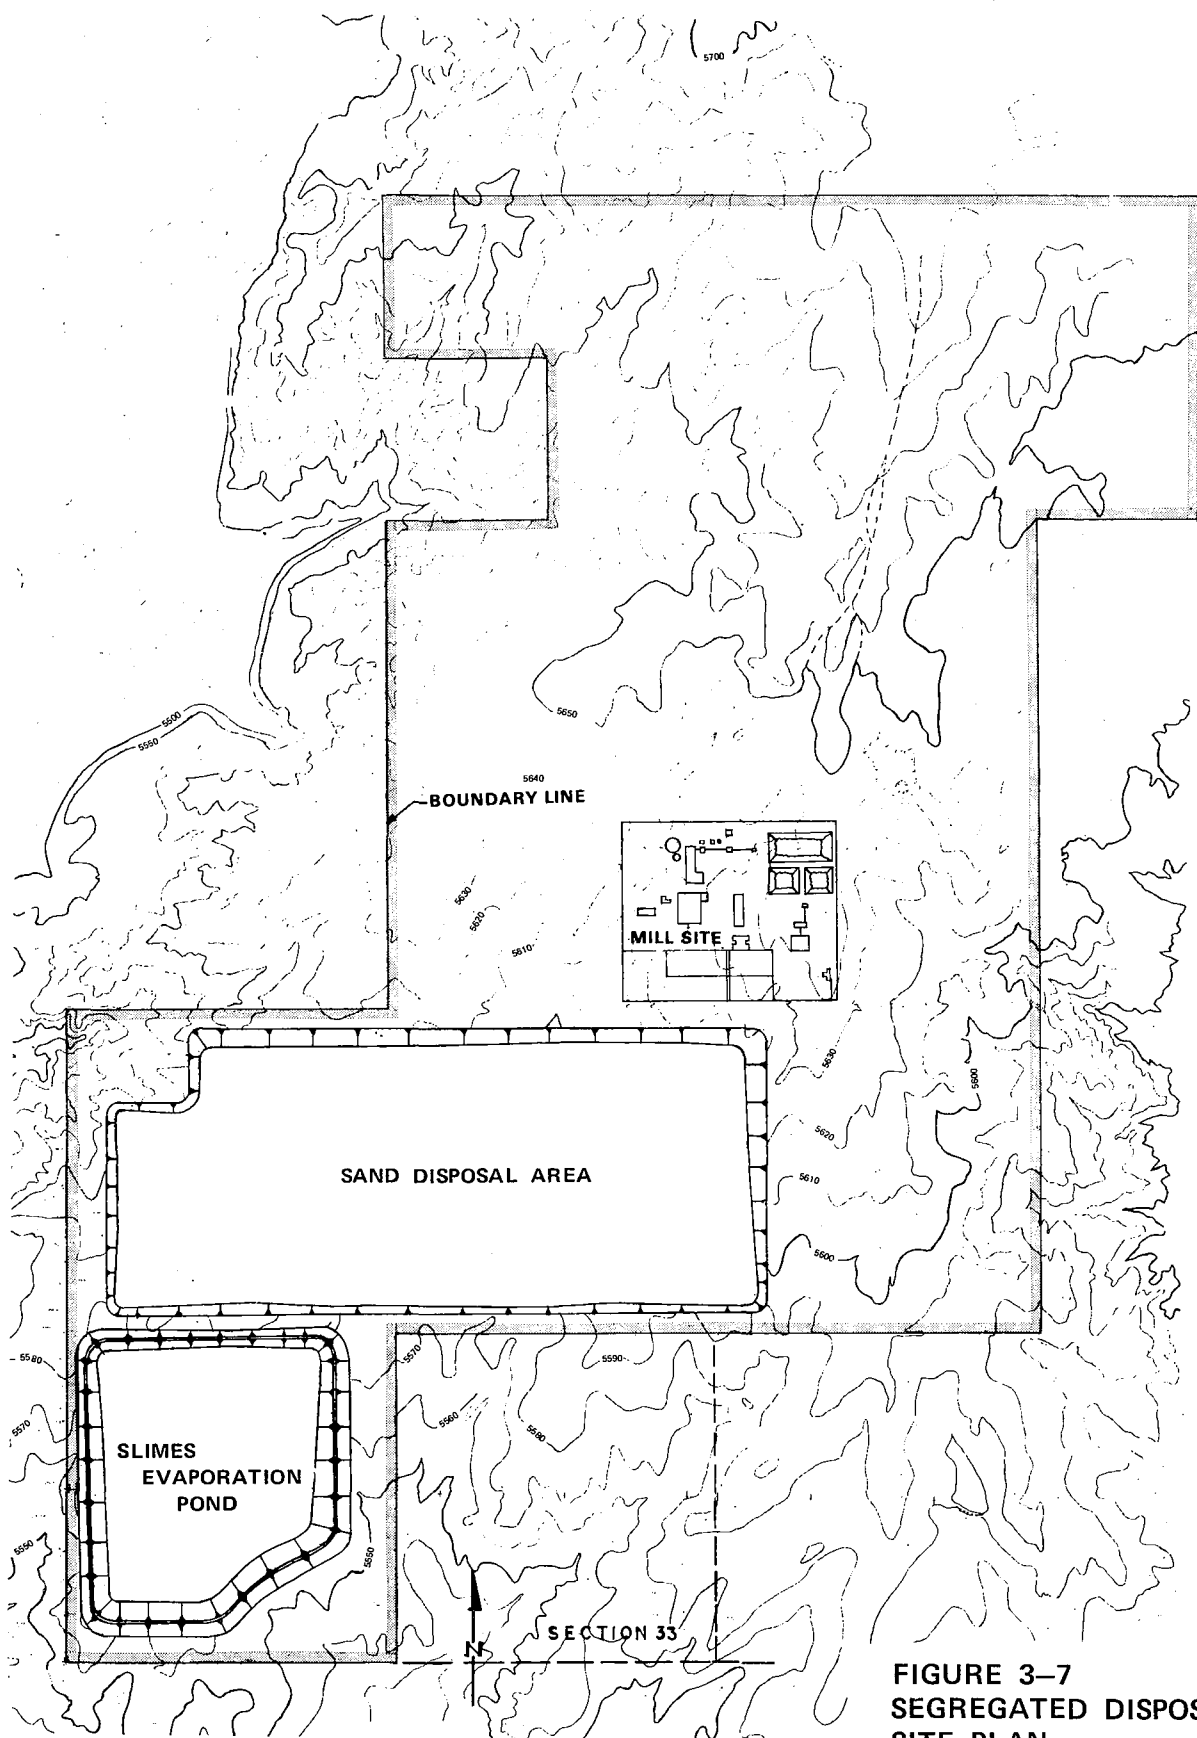 5700
5650
5500
5550
5640
BOUNDARY LINE
5630
5620
5610
MILL SITE
5630
5600
5620
SAND DISPOSAL AREA
5610
5600
5580
5570
5590
5570
5560
5580
SLIMES
EVAPORATION
POND
5550
5550
SECTION 33
N
FIGURE 3–7
SEGREGATED DISPOS
SITE PLAN